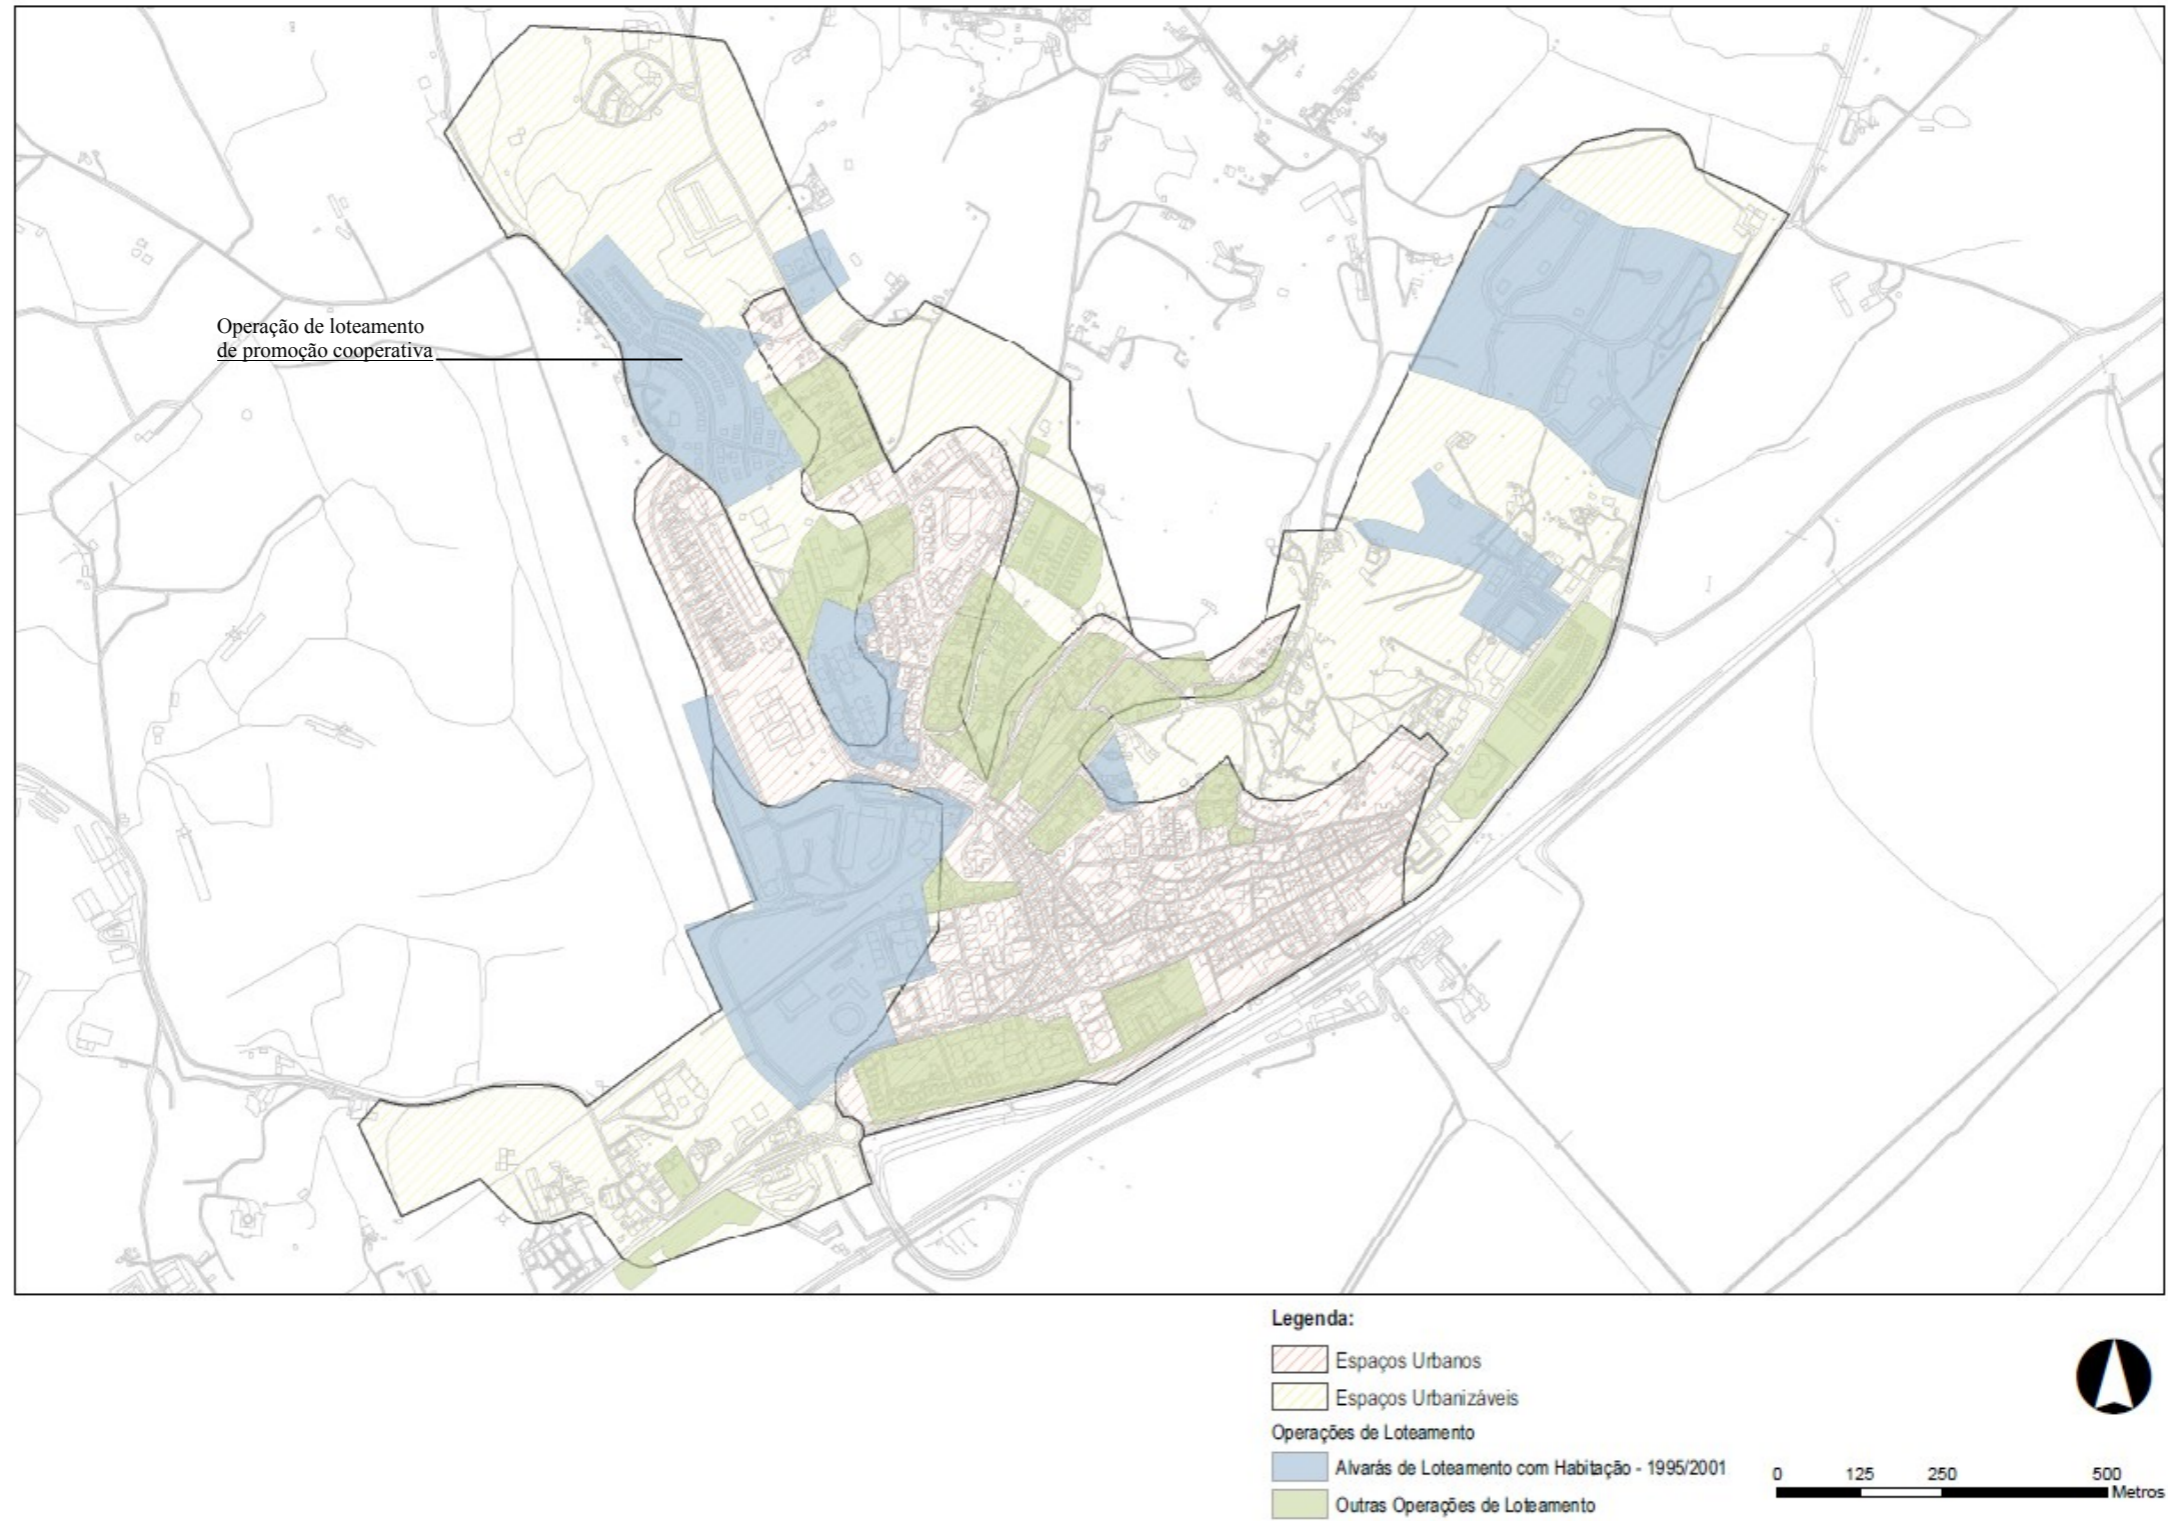 Operação de loteamento
de promoção cooperativa
Legenda:
Espaços Urbanos
Espaços Urbanizáveis
Operações de Loteamento
Alvarás de Loteamento com Habitação - 1995/2001
Outras Operações de Loteamento
0 125 250 500
Metros